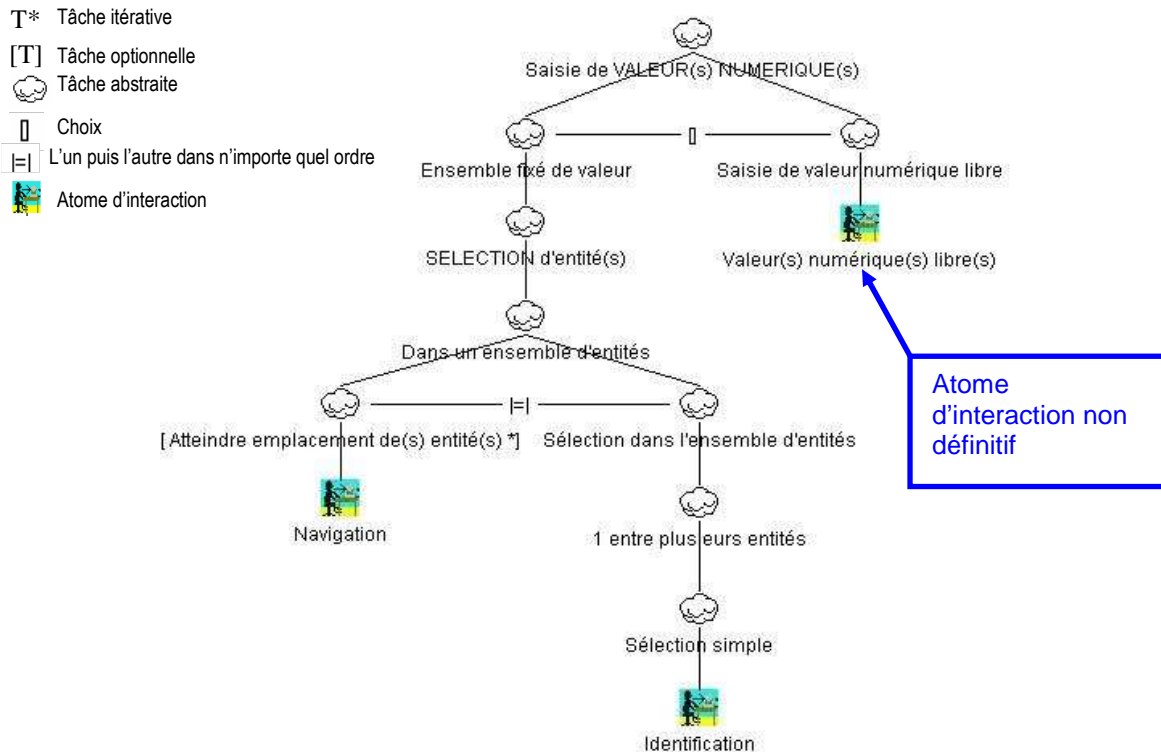 T* Tâche itérative
[T] Tâche optionnelle
Tâche abstraite
[] Choix
|=| L'un puis l'autre dans n'importe quel ordre
Atome d'interaction
Saisie de VALEUR(s) NUMERIQUE(s)
[]
Ensemble fixé de valeur
Saisie de valeur numérique libre
SELECTION d'entité(s)
Valeur(s) numérique(s) libre(s)
Dans un ensemble d'entités
Atome
d'interaction non
définitif
|=|
[ Atteindre emplacement de(s) entité(s) *]
Sélection dans l'ensemble d'entités
Navigation
1 entre plusieurs entités
Sélection simple
Identification